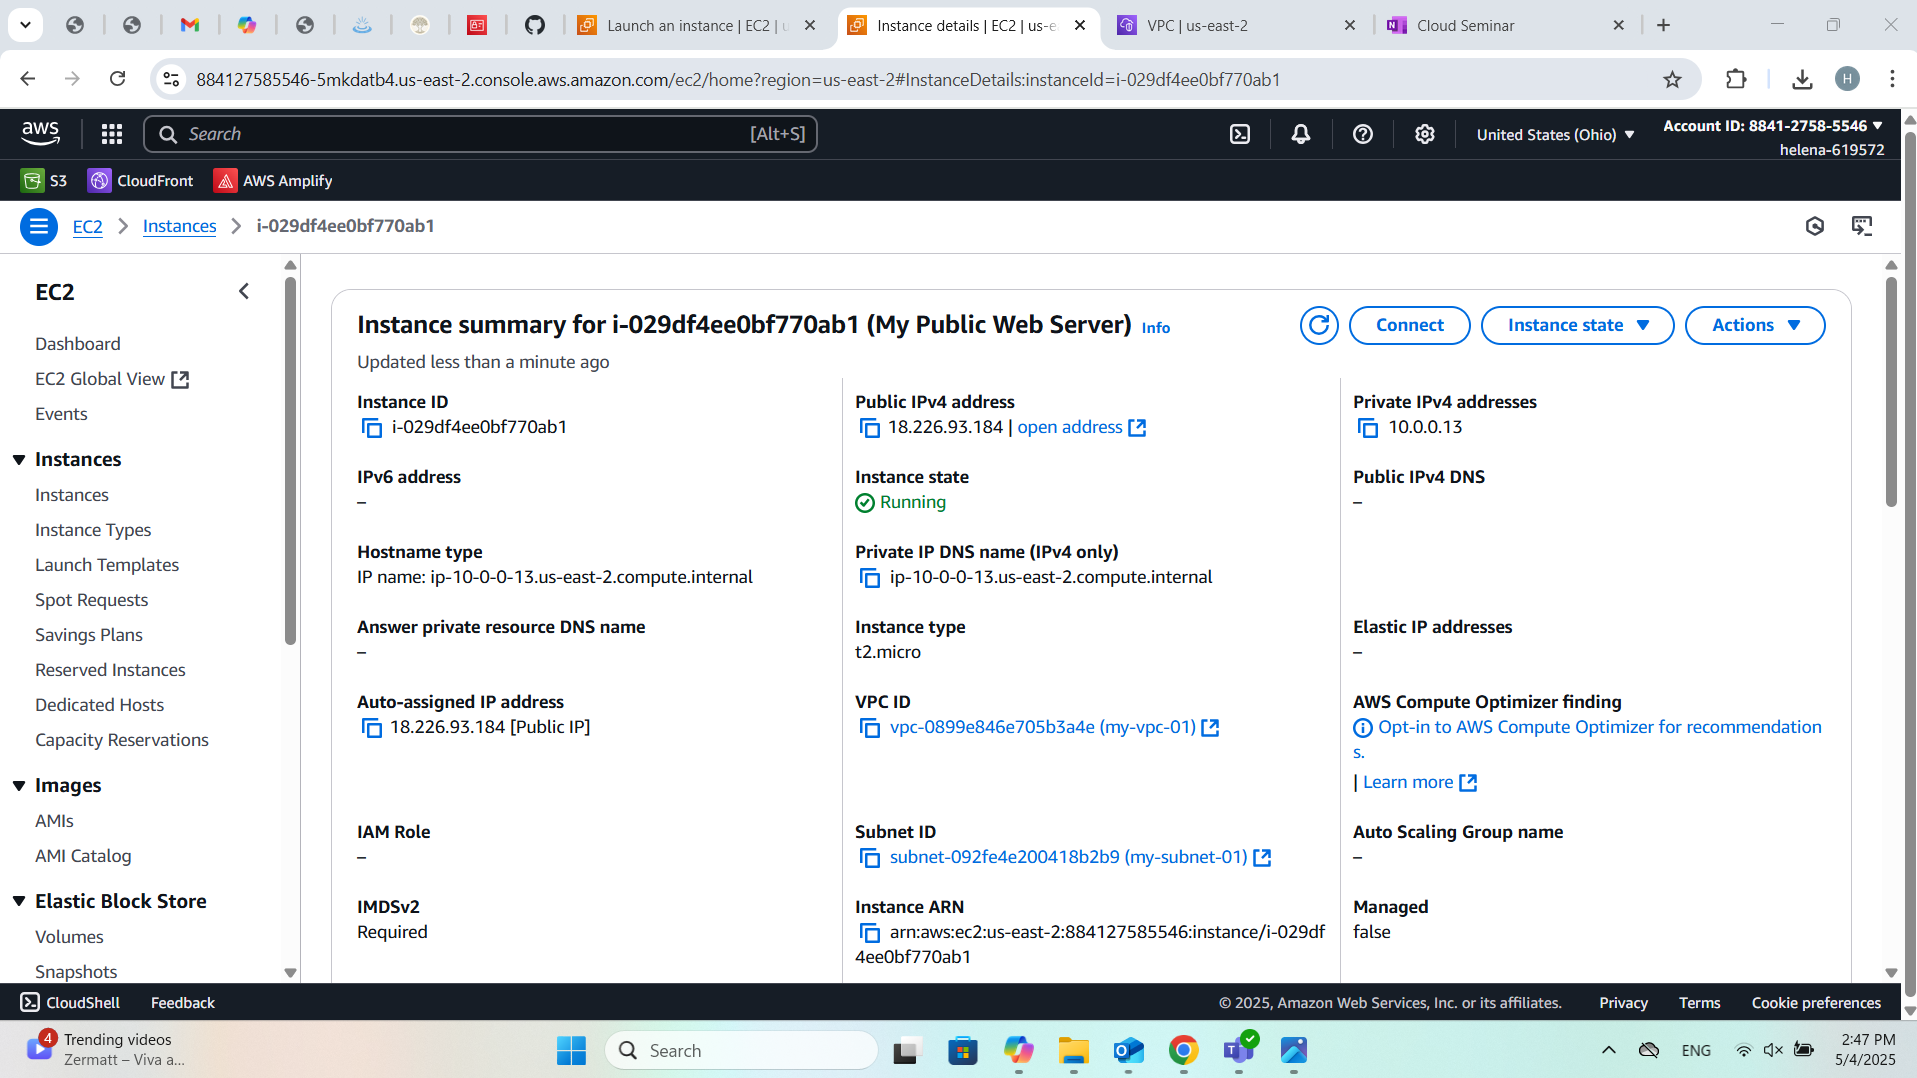 Launch an instance | EC2 | u
Instance details | EC2 | us-e
VPC | us-east-2
Cloud Seminar
884127585546-5mkdatb4.us-east-2.console.aws.amazon.com/ec2/home?region=us-east-2#InstanceDetails:instanceId=i-029df4ee0bf770ab1
H
aws
Search
[Alt+S]
United States (Ohio)
Account ID: 8841-2758-5546
helena-619572
S3
CloudFront
AWS Amplify
EC2
Instances
i-029df4ee0bf770ab1
EC2
Dashboard
EC2 Global View
Events
Instances
Instances
Instance Types
Launch Templates
Spot Requests
Savings Plans
Reserved Instances
Dedicated Hosts
Capacity Reservations
Images
AMIs
AMI Catalog
Elastic Block Store
Volumes
Snapshots
Instance summary for i-029df4ee0bf770ab1 (My Public Web Server) Info
Updated less than a minute ago
Connect
Instance state
Actions
Instance ID
i-029df4ee0bf770ab1
Public IPv4 address
18.226.93.184 | open address
Private IPv4 addresses
10.0.0.13
IPv6 address
–
Instance state
Running
Public IPv4 DNS
–
Hostname type
IP name: ip-10-0-0-13.us-east-2.compute.internal
Private IP DNS name (IPv4 only)
ip-10-0-0-13.us-east-2.compute.internal
Answer private resource DNS name
–
Instance type
t2.micro
Elastic IP addresses
–
Auto-assigned IP address
18.226.93.184 [Public IP]
VPC ID
vpc-0899e846e705b3a4e (my-vpc-01)
AWS Compute Optimizer finding
Opt-in to AWS Compute Optimizer for recommendation
s.
| Learn more
IAM Role
–
Subnet ID
subnet-092fe4e200418b2b9 (my-subnet-01)
Auto Scaling Group name
–
IMDSv2
Required
Instance ARN
arn:aws:ec2:us-east-2:884127585546:instance/i-029df
4ee0bf770ab1
Managed
false
CloudShell
Feedback
© 2025, Amazon Web Services, Inc. or its affiliates.
Privacy
Terms
Cookie preferences
4
Trending videos
Zermatt – Viva a...
Search
ENG
2:47 PM
5/4/2025